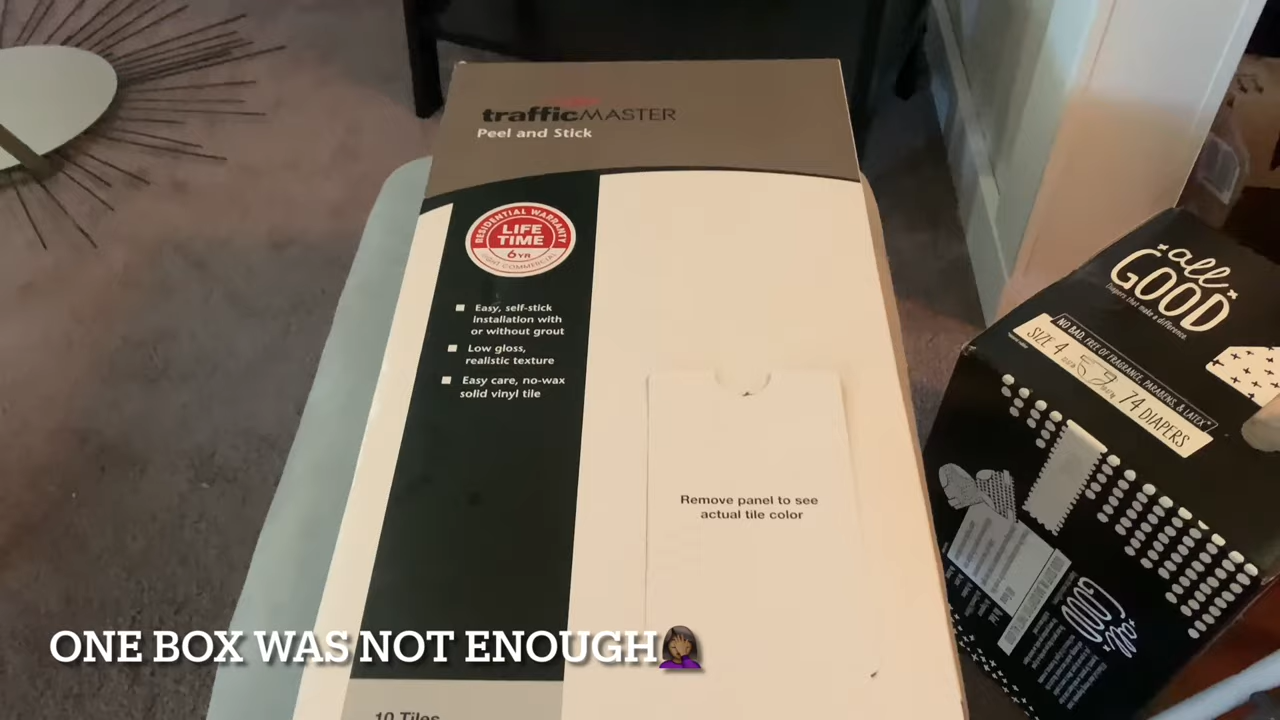 trafficMASTER
Peel and Stick
RESIDENTIAL WARRANTY
LIFE
TIME
6YR
LIGHT COMMERCIAL
Easy, self-stick
installation with
or without grout
Low gloss,
realistic texture
Easy care, no-wax
solid vinyl tile
Remove panel to see
actual tile color
10 Tiles
all
GOOD
Diapers that make a difference.
NO BAD. FREE OF FRAGRANCE, PARABENS, & LATEX*
SIZE 4
74 DIAPERS
all
GOOD
ONE BOX WAS NOT ENOUGH🤦🏾‍♀️